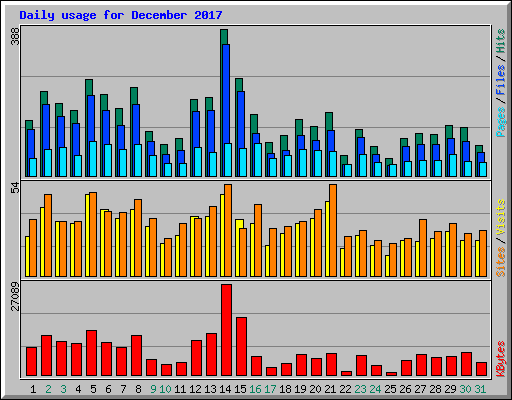 Daily usage for December 2017
388
Pages / Files / Hits
54
Sites / Visits
27089
KBytes
1 2 3 4 5 6 7 8 9 10 11 12 13 14 15 16 17 18 19 20 21 22 23 24 25 26 27 28 29 30 31